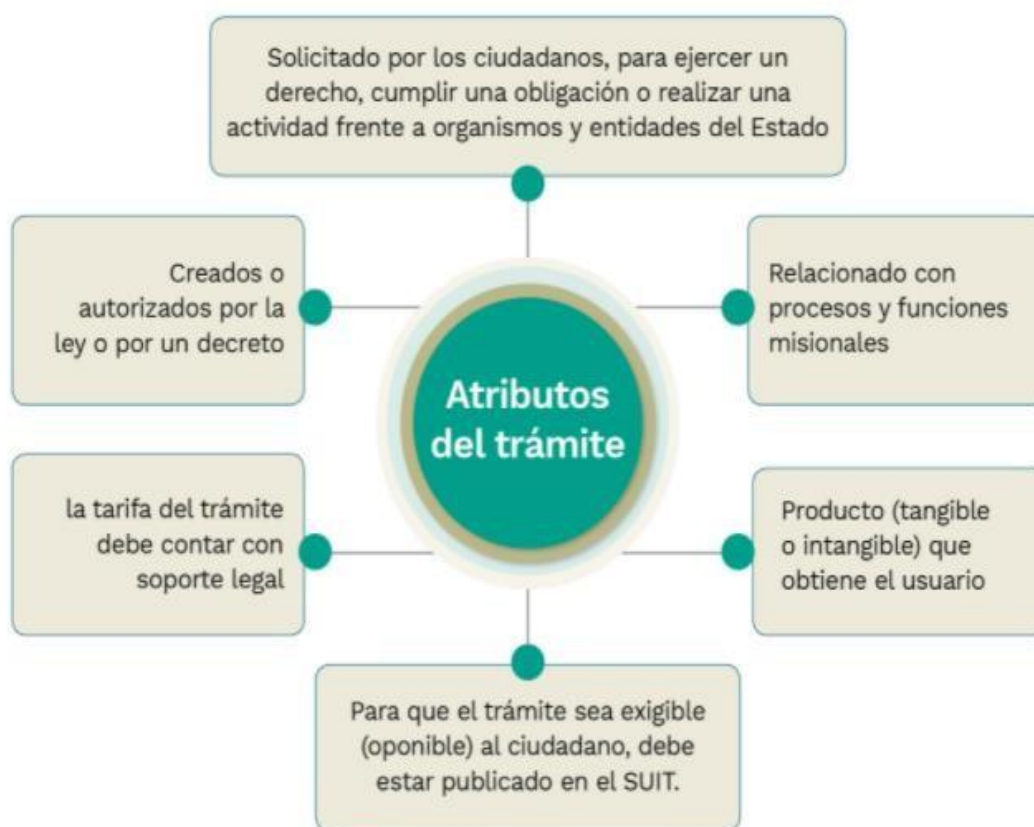 Solicitado por los ciudadanos, para ejercer un
derecho, cumplir una obligación o realizar una
actividad frente a organismos y entidades del Estado
Creados o
autorizados por la
ley o por un decreto
Relacionado con
procesos y funciones
misionales
Atributos
del trámite
la tarifa del trámite
debe contar con
soporte legal
Producto (tangible
o intangible) que
obtiene el usuario
Para que el trámite sea exigible
(oponible) al ciudadano, debe
estar publicado en el SUIT.